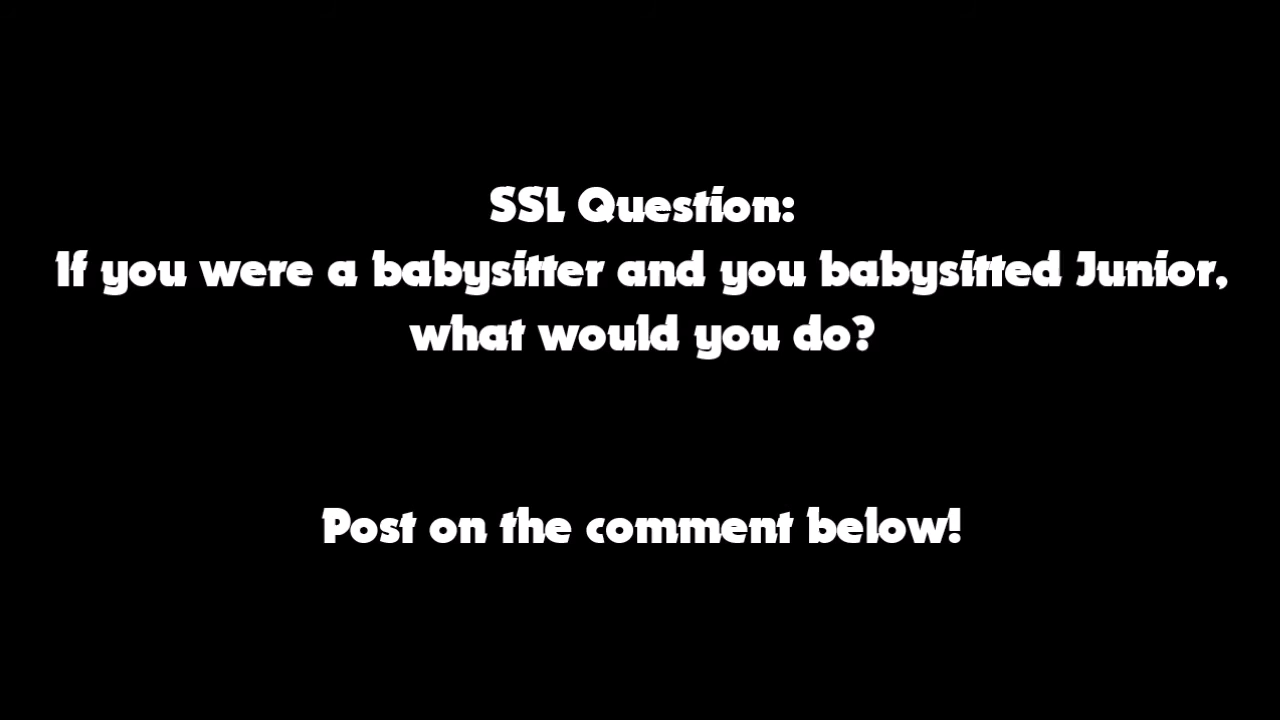 SSL Question:
If you were a babysitter and you babysitted Junior,
what would you do?
Post on the comment below!